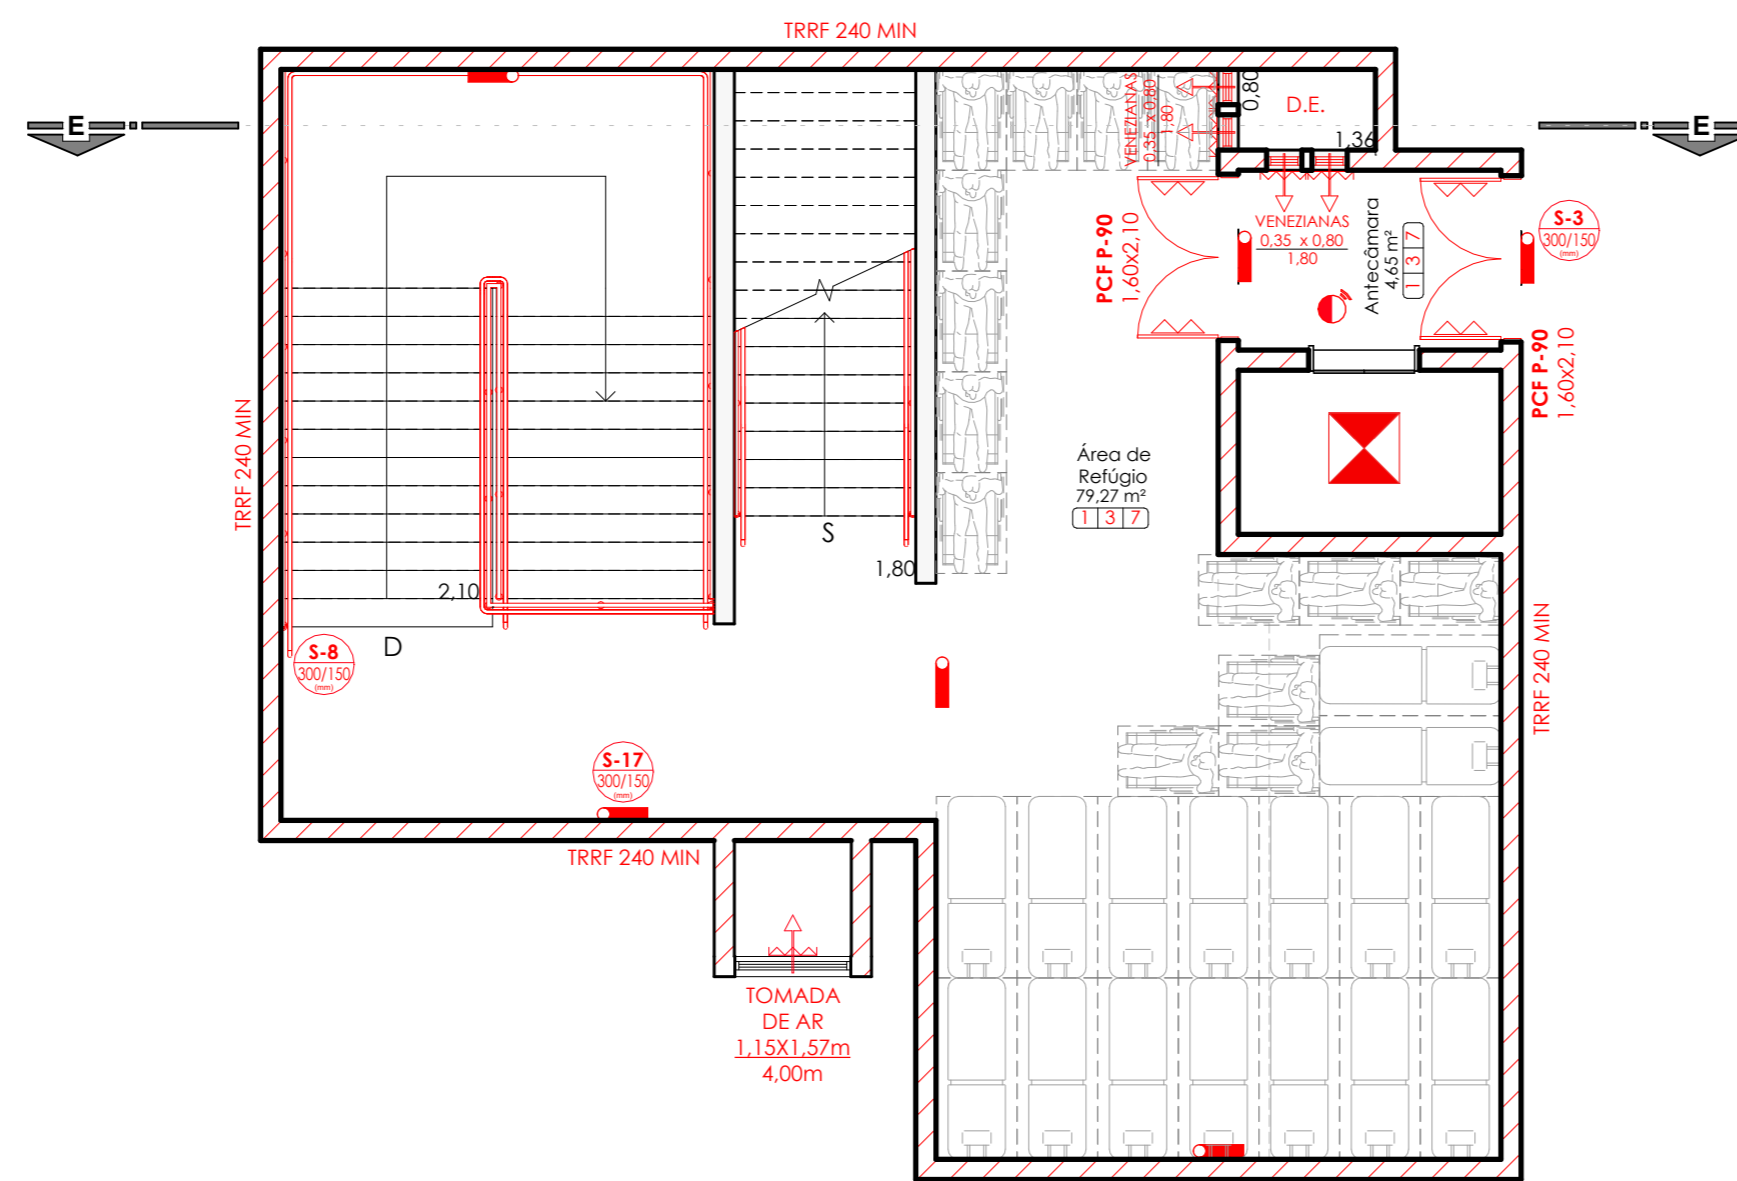 TRRF 240 MIN
E
E
D.E.
0,80
1,36
VENEZIANAS
0,35 x 0,80
1,80
VENEZIANAS
0,35 x 0,80
1,80
Antecâmara
4,65 m²
1 3 7
S-3
300/150
(mm)
PCF P-90
1,60x2,10
PCF P-90
1,60x2,10
TRRF 240 MIN
Área de
Refúgio
79,27 m²
1 3 7
S
1,80
2,10
D
S-8
300/150
(mm)
TRRF 240 MIN
S-17
300/150
(mm)
TRRF 240 MIN
TOMADA
DE AR
1,15X1,57m
4,00m